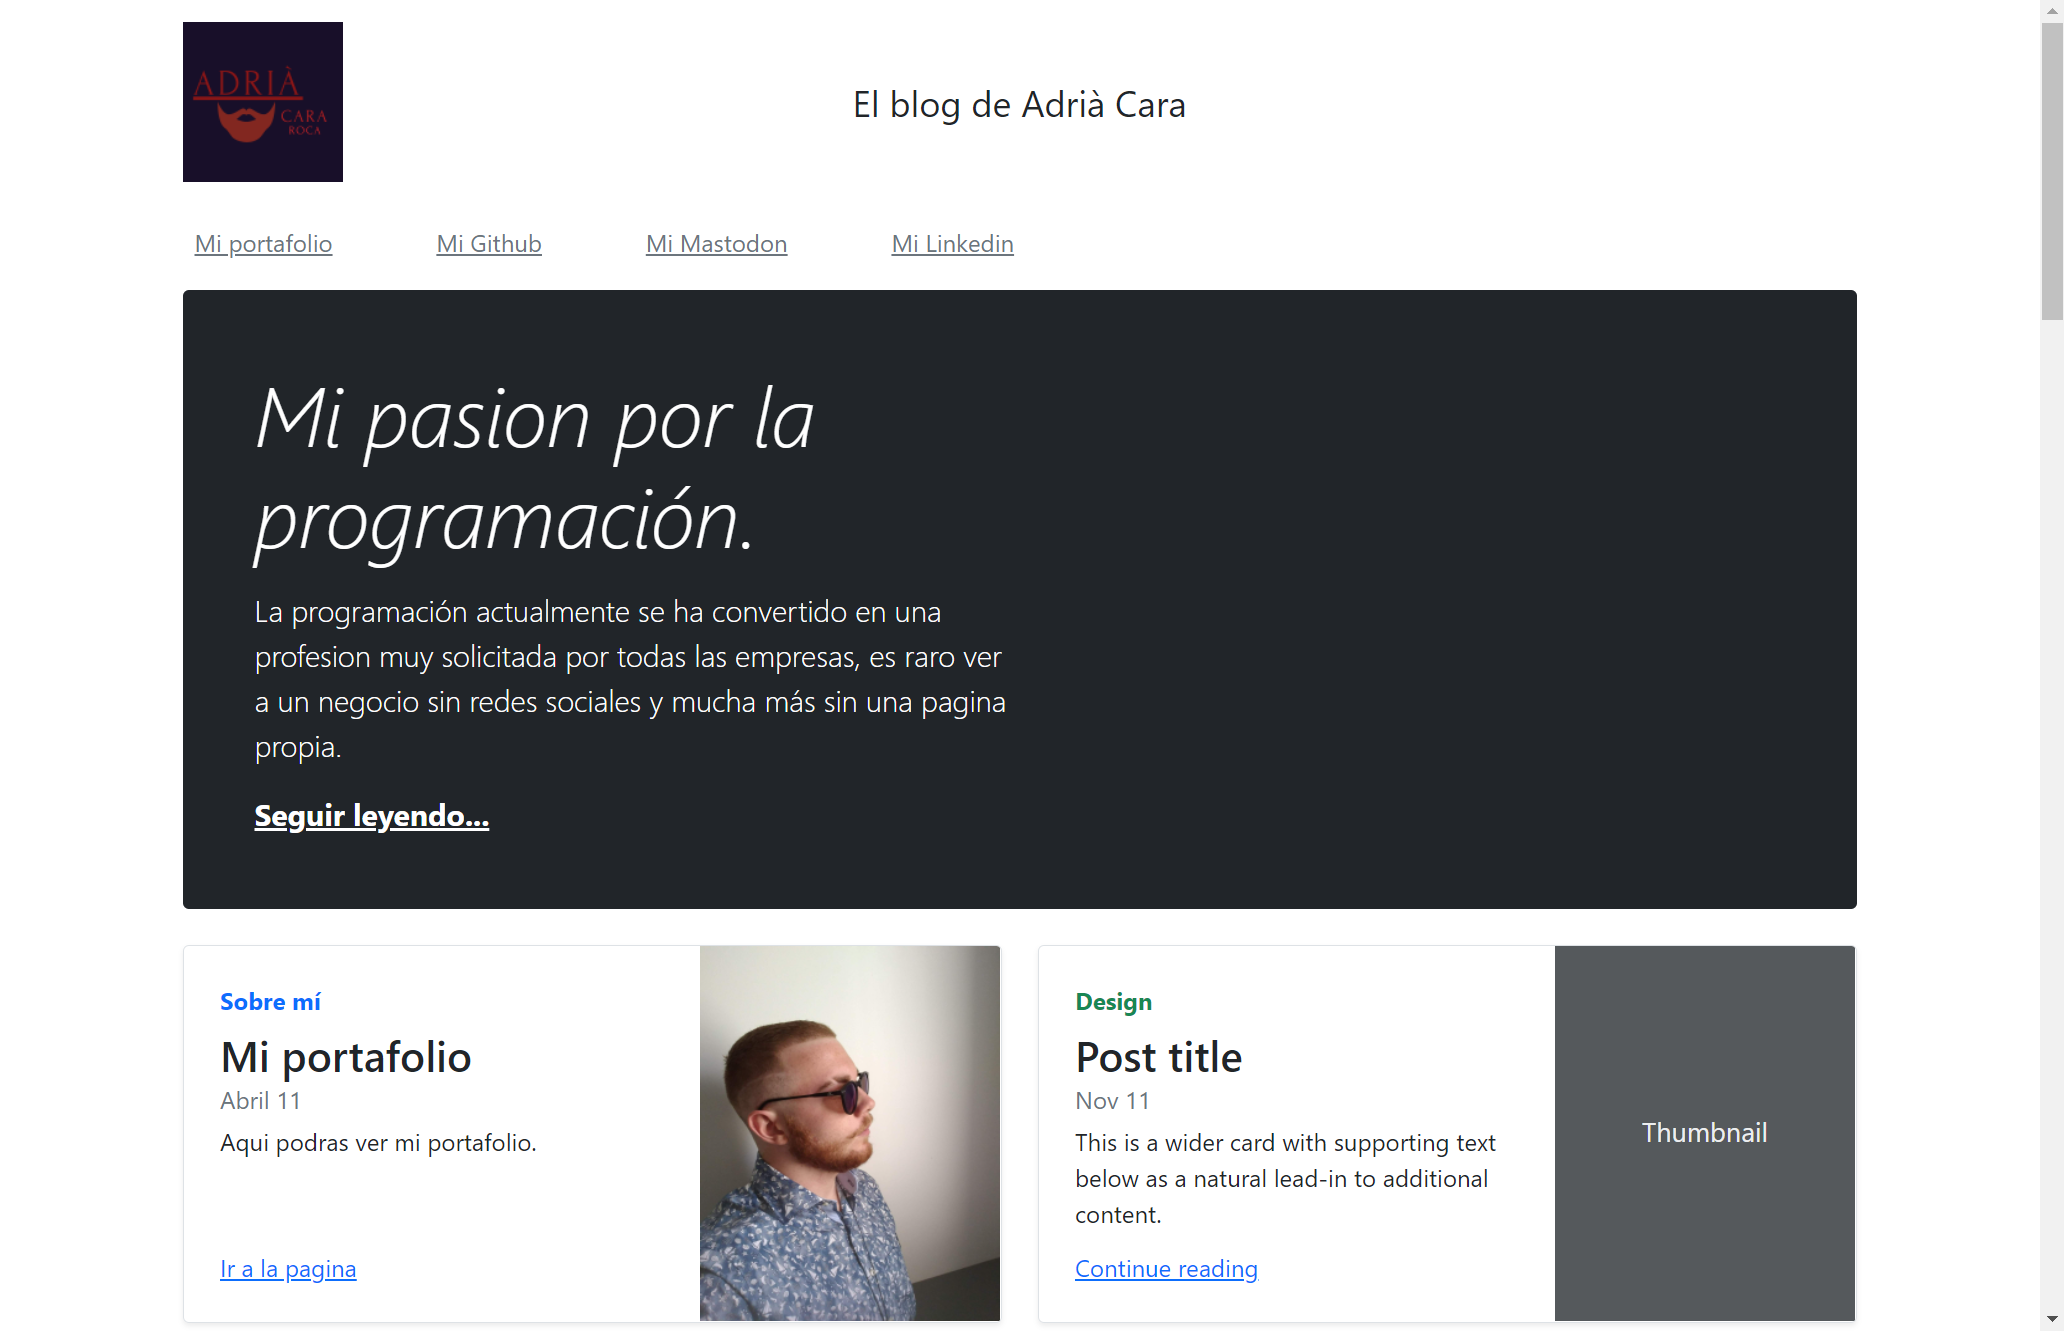 ADRIÀ
CARA
ROCA
El blog de Adrià Cara
Mi portafolio
Mi Github
Mi Mastodon
Mi Linkedin
Mi pasion por la
programación.
La programación actualmente se ha convertido en una
profesion muy solicitada por todas las empresas, es raro ver
a un negocio sin redes sociales y mucha más sin una pagina
propia.
Seguir leyendo...
Sobre mí
Mi portafolio
Abril 11
Aqui podras ver mi portafolio.
Ir a la pagina
Design
Post title
Nov 11
This is a wider card with supporting text
below as a natural lead-in to additional
content.
Continue reading
Thumbnail